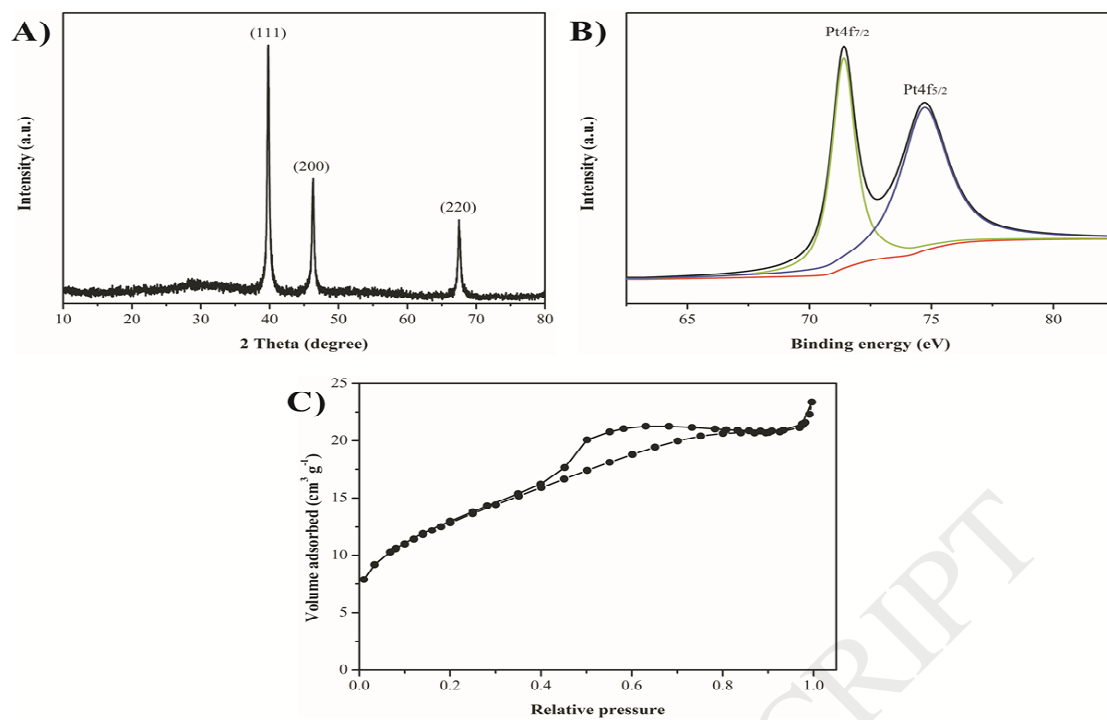 A)
(111)
(200)
(220)
Intensity (a.u.)
10 20 30 40 50 60 70 80
2 Theta (degree)
B)
Pt4f7/2
Pt4f5/2
Intensity (a.u.)
65 70 75 80
Binding energy (eV)
C)
25
20
15
10
5
0
Volume adsorbed (cm³ g⁻¹)
0.0 0.2 0.4 0.6 0.8 1.0
Relative pressure
CRIPT